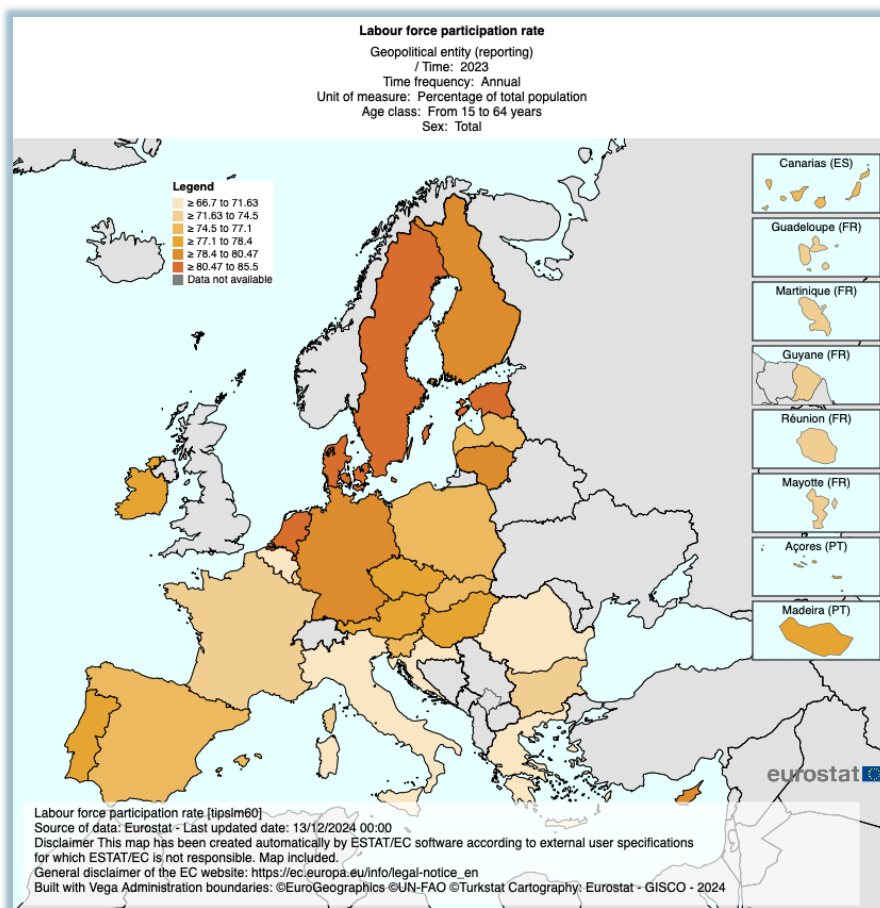 Labour force participation rate
Geopolitical entity (reporting)
/ Time: 2023
Time frequency: Annual
Unit of measure: Percentage of total population
Age class: From 15 to 64 years
Sex: Total
Legend
≥ 66.7 to 71.63
≥ 71.63 to 74.5
≥ 74.5 to 77.1
≥ 77.1 to 78.4
≥ 78.4 to 80.47
≥ 80.47 to 85.5
Data not available
Canarias (ES)
Guadeloupe (FR)
Martinique (FR)
Guyane (FR)
Réunion (FR)
Mayotte (FR)
Açores (PT)
Madeira (PT)
eurostat
Labour force participation rate [tipslm60]
Source of data: Eurostat - Last updated date: 13/12/2024 00:00
Disclaimer This map has been created automatically by ESTAT/EC software according to external user specifications
for which ESTAT/EC is not responsible. Map included.
General disclaimer of the EC website: https://ec.europa.eu/info/legal-notice_en
Built with Vega Administration boundaries: ©EuroGeographics ©UN-FAO ©Turkstat Cartography: Eurostat - GISCO - 2024